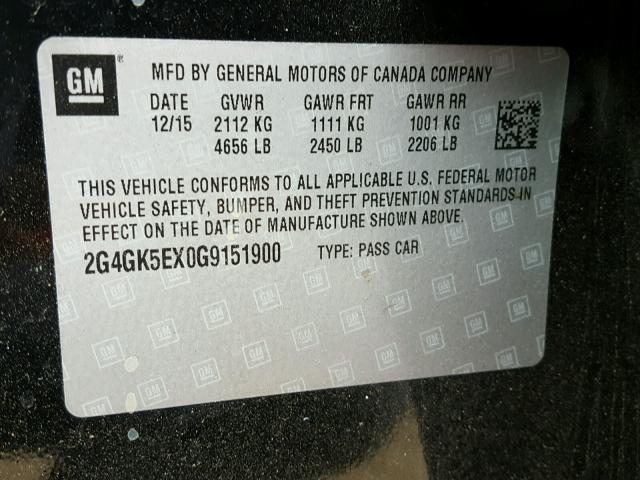 GM
MFD BY GENERAL MOTORS OF CANADA COMPANY
DATE GVWR GAWR FRT GAWR RR
12/15 2112 KG 1111 KG 1001 KG
4656 LB 2450 LB 2206 LB
THIS VEHICLE CONFORMS TO ALL APPLICABLE U.S. FEDERAL MOTOR
VEHICLE SAFETY, BUMPER, AND THEFT PREVENTION STANDARDS IN
EFFECT ON THE DATE OF MANUFACTURE SHOWN ABOVE.
2G4GK5EX0G9151900 TYPE: PASS CAR